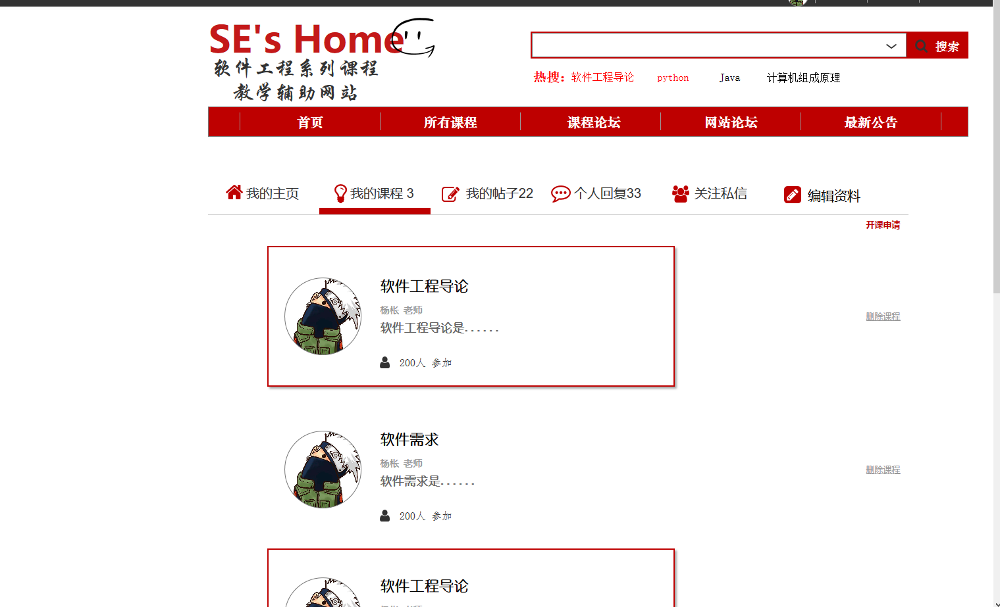 SE's Home
软件工程系列课程
教学辅助网站
搜索
热搜： 软件工程导论 python Java 计算机组成原理
首页 所有课程 课程论坛 网站论坛 最新公告
我的主页 我的课程 3 我的帖子22 个人回复33 关注私信 编辑资料
开课申请
软件工程导论
杨枨 老师
软件工程导论是......
200人 参加
删除课程
软件需求
杨枨 老师
软件需求是......
200人 参加
删除课程
软件工程导论